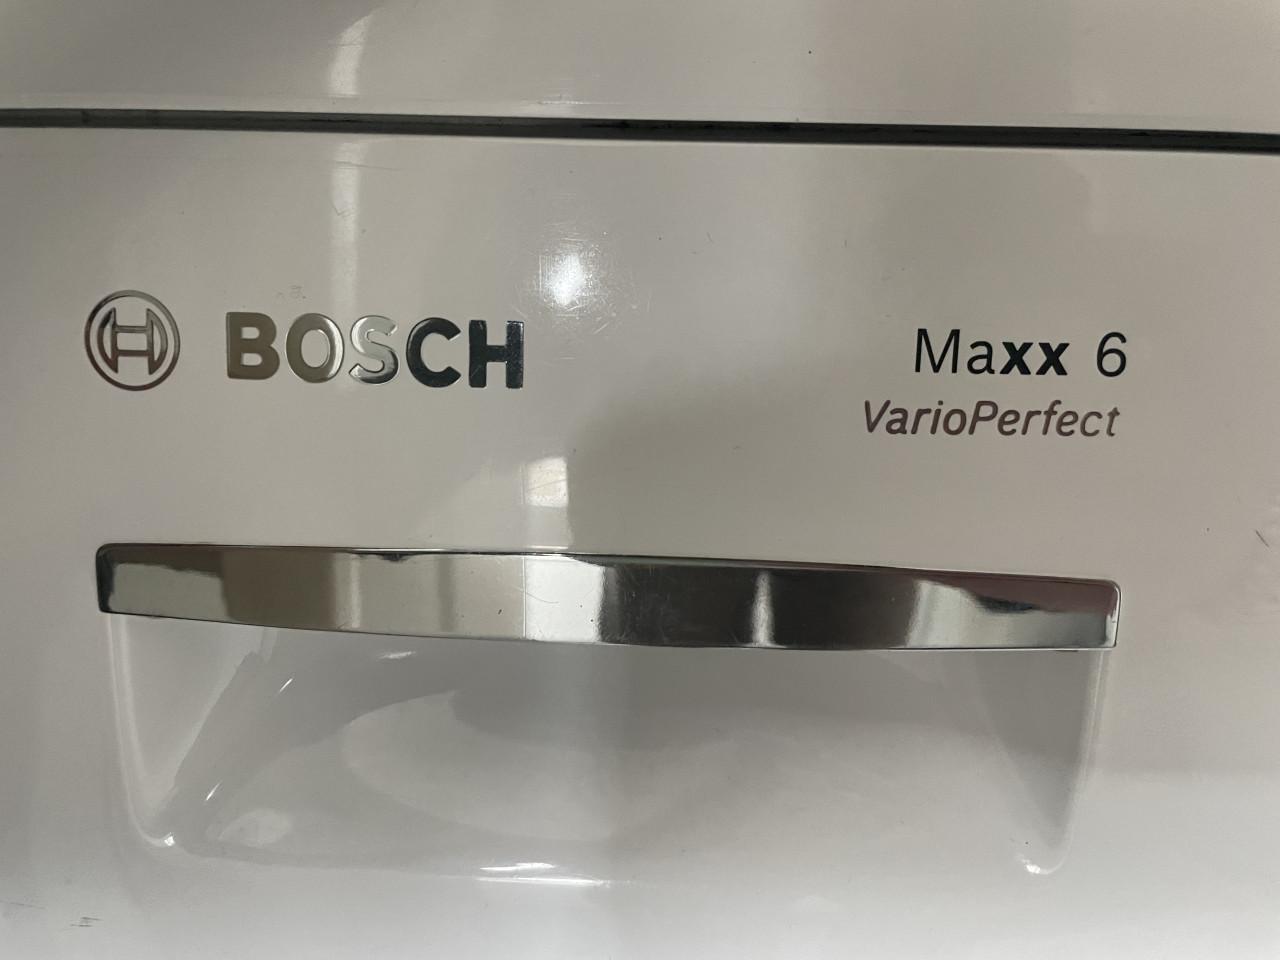 BOSCH
Maxx 6
VarioPerfect